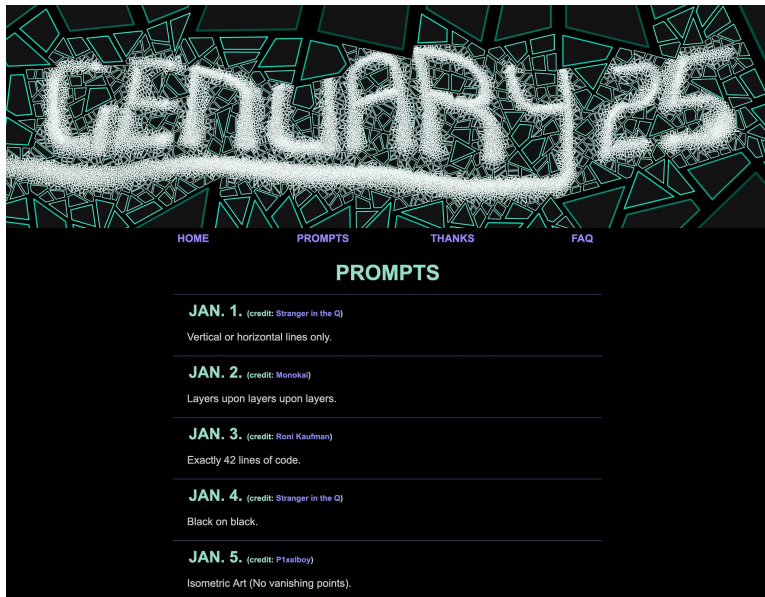 GENUARY 25
HOME PROMPTS THANKS FAQ
PROMPTS
JAN. 1. (credit: Stranger in the Q)
Vertical or horizontal lines only.
JAN. 2. (credit: Monokai)
Layers upon layers upon layers.
JAN. 3. (credit: Roni Kaufman)
Exactly 42 lines of code.
JAN. 4. (credit: Stranger in the Q)
Black on black.
JAN. 5. (credit: P1xelboy)
Isometric Art (No vanishing points).